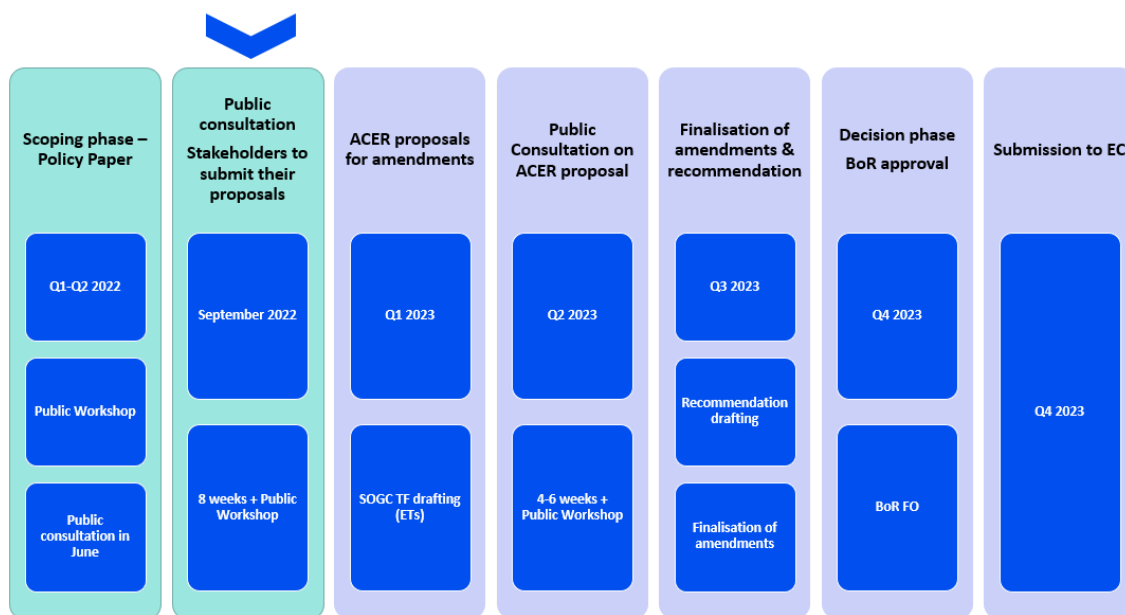 Scoping phase –
Policy Paper
Q1-Q2 2022
Public Workshop
Public
consultation in
June
Public
consultation
Stakeholders to
submit their
proposals
September 2022
8 weeks + Public
Workshop
ACER proposals
for amendments
Q1 2023
SOGC TF drafting
(ETs)
Public
Consultation on
ACER proposal
Q2 2023
4-6 weeks +
Public Workshop
Finalisation of
amendments &
recommendation
Q3 2023
Recommendation
drafting
Finalisation of
amendments
Decision phase
BoR approval
Q4 2023
BoR FO
Submission to EC
Q4 2023